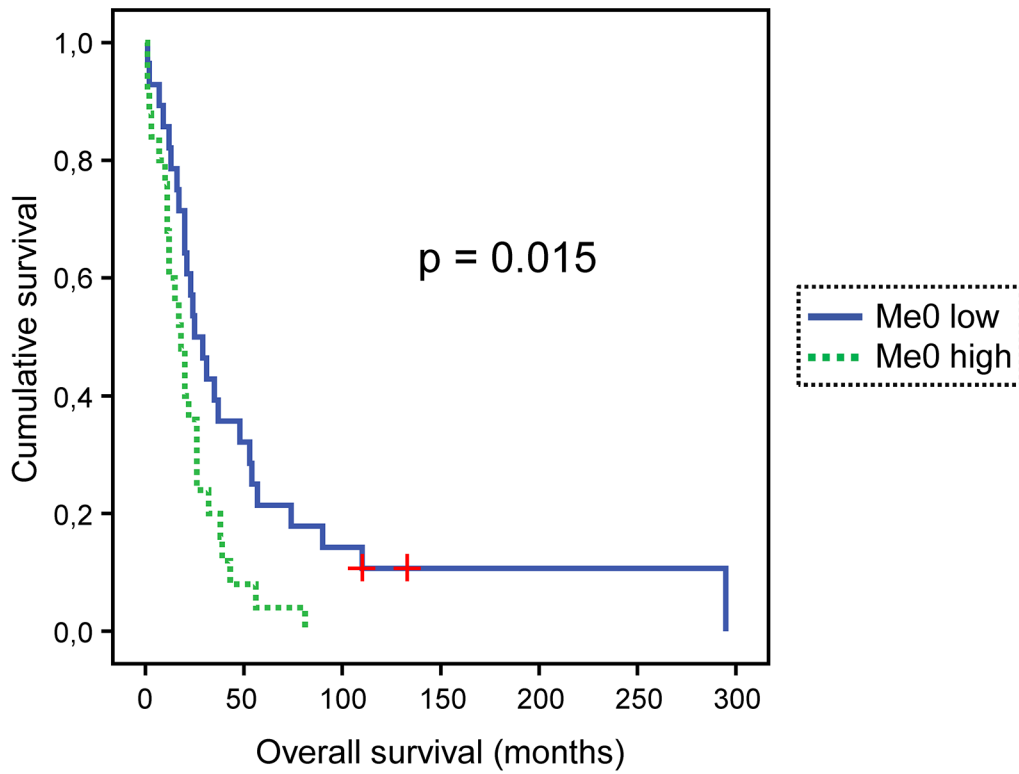 Cumulative survival
1,0
0,8
0,6
0,4
0,2
0,0
p = 0.015
0 50 100 150 200 250 300
Overall survival (months)
Me0 low
Me0 high